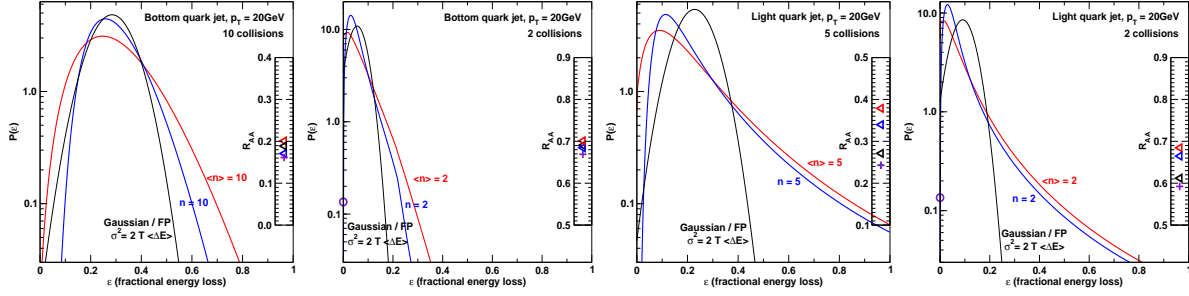 Bottom quark jet, p_T = 20GeV
10 collisions
P(ε)
10.0
1.0
0.1
R_AA
0.4
0.3
0.2
0.1
0.0
<n> = 10
n = 10
Gaussian / FP
σ²= 2 T <ΔE>
0 0.2 0.4 0.6 0.8 1
ε (fractional energy loss)
Bottom quark jet, p_T = 20GeV
2 collisions
P(ε)
10.0
1.0
0.1
R_AA
0.9
0.8
0.7
0.6
0.5
<n> = 2
n = 2
Gaussian / FP
σ²= 2 T <ΔE>
0 0.2 0.4 0.6 0.8 1
ε (fractional energy loss)
Light quark jet, p_T = 20GeV
5 collisions
P(ε)
1.0
0.1
R_AA
0.5
0.4
0.3
0.2
0.1
<n> = 5
n = 5
Gaussian / FP
σ²= 2 T <ΔE>
0 0.2 0.4 0.6 0.8 1
ε (fractional energy loss)
Light quark jet, p_T = 20GeV
2 collisions
P(ε)
10.0
1.0
0.1
R_AA
0.9
0.8
0.7
0.6
0.5
<n> = 2
n = 2
Gaussian / FP
σ²= 2 T <ΔE>
0 0.2 0.4 0.6 0.8 1
ε (fractional energy loss)